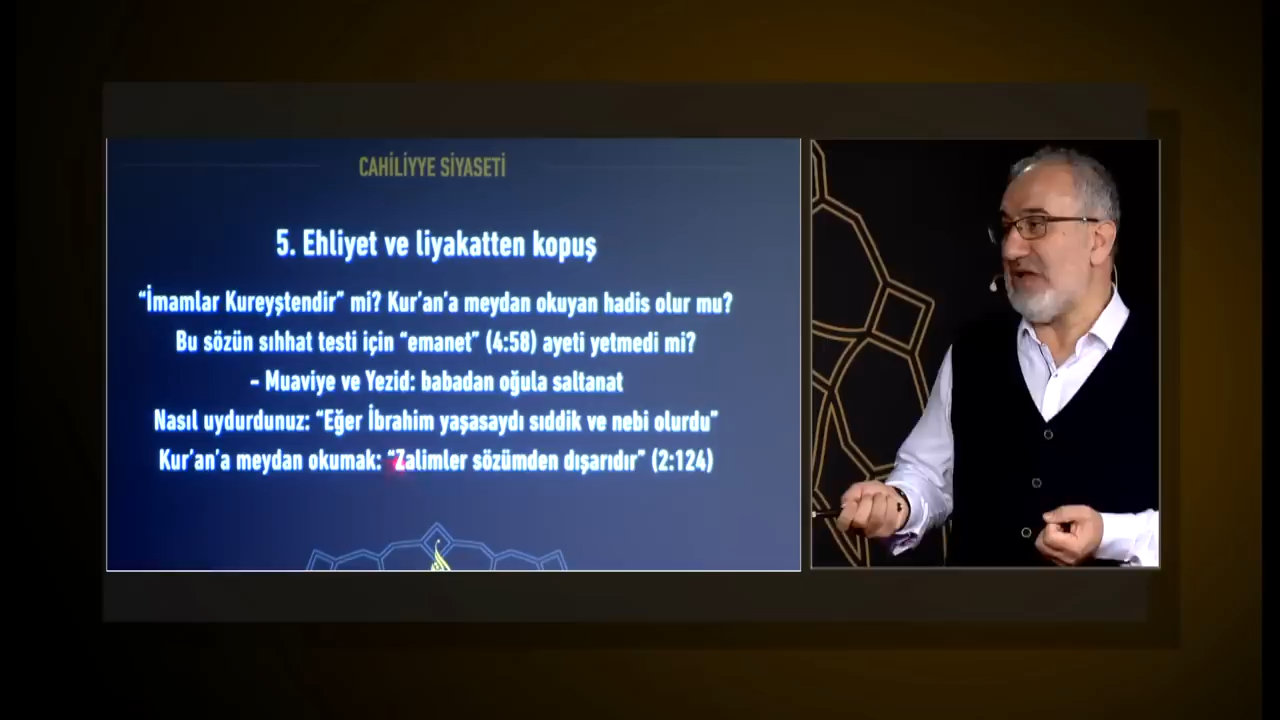 CAHİLİYYE SİYASETİ
5. Ehliyet ve liyakatten kopuş
“İmamlar Kureyştendir” mi? Kur’an’a meydan okuyan hadis olur mu?
Bu sözün sıhhat testi için “emanet” (4:58) ayeti yetmedi mi?
- Muaviye ve Yezid: babadan oğula saltanat
Nasıl uydurdunuz: “Eğer İbrahim yaşasaydı sıddik ve nebi olurdu”
Kur’an’a meydan okumak: “Zalimler sözümden dışarıdır” (2:124)